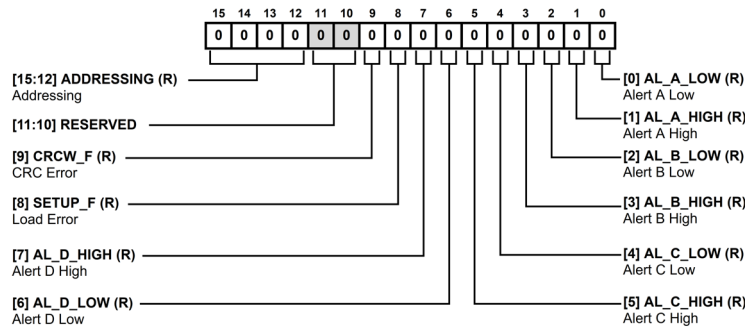 15 14 13 12 11 10 9 8 7 6 5 4 3 2 1 0
0 0 0 0 0 0 0 0 0 0 0 0 0 0 0 0
[15:12] ADDRESSING (R)
Addressing
[11:10] RESERVED
[9] CRCW_F (R)
CRC Error
[8] SETUP_F (R)
Load Error
[7] AL_D_HIGH (R)
Alert D High
[6] AL_D_LOW (R)
Alert D Low
[0] AL_A_LOW (R)
Alert A Low
[1] AL_A_HIGH (R)
Alert A High
[2] AL_B_LOW (R)
Alert B Low
[3] AL_B_HIGH (R)
Alert B High
[4] AL_C_LOW (R)
Alert C Low
[5] AL_C_HIGH (R)
Alert C High